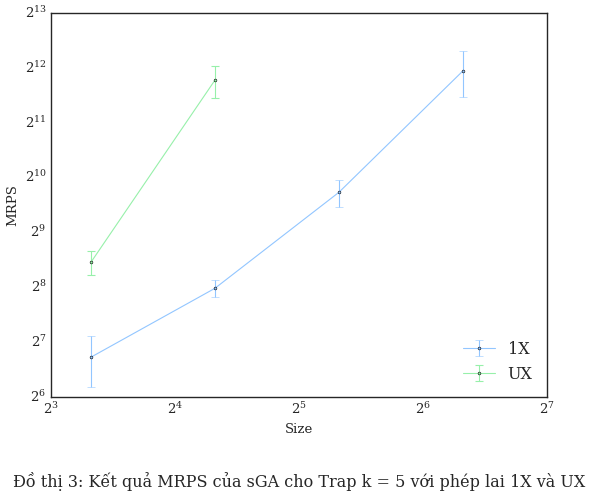 2^13
2^12
2^11
2^10
2^9
2^8
2^7
2^6
MRPS
1X
UX
2^3 2^4 2^5 2^6 2^7
Size
Đồ thị 3: Kết quả MRPS của sGA cho Trap k = 5 với phép lai 1X và UX